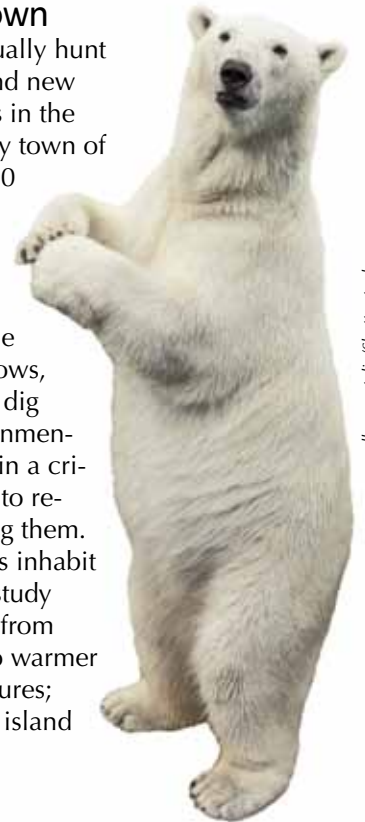 own
ually hunt
nd new
s in the
y town of
0
e
ows,
dig
nmen-
in a cri-
to re-
g them.
s inhabit
study
from
o warmer
ures;
island